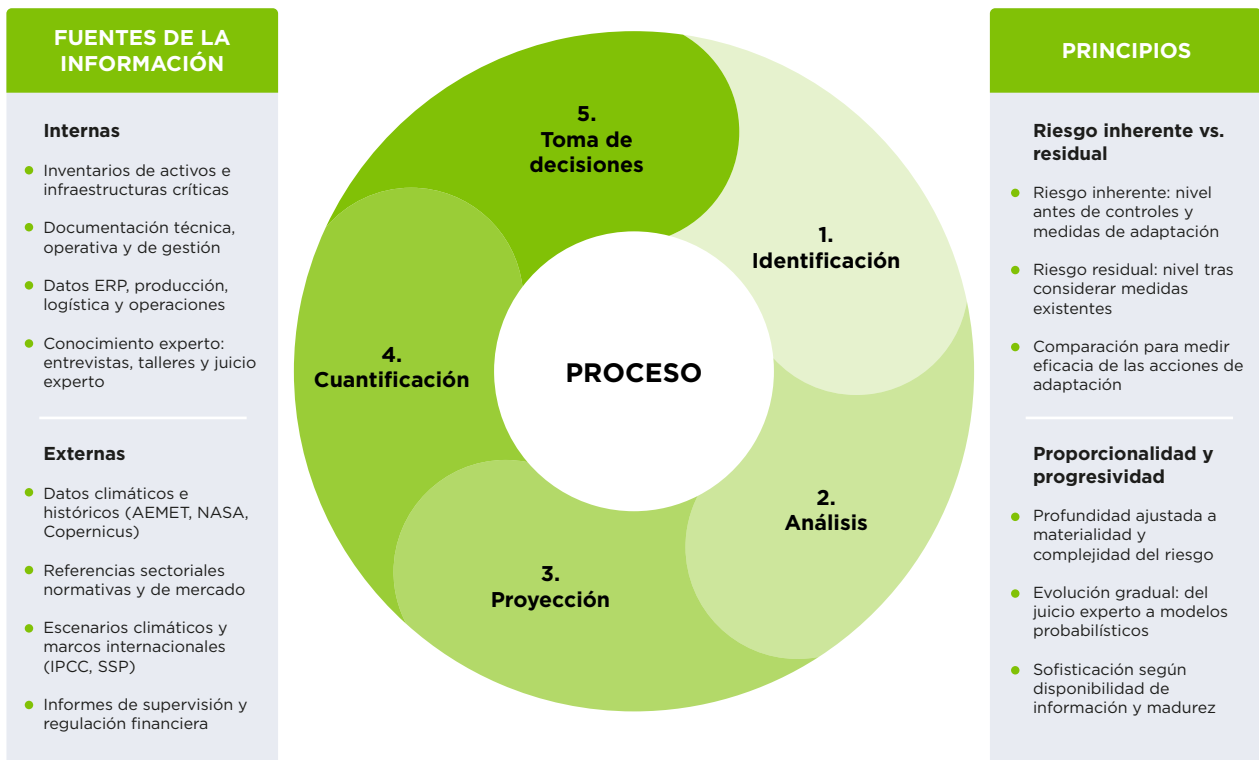 FUENTES DE LA
INFORMACIÓN
Internas
Inventarios de activos e
infraestructuras críticas
Documentación técnica,
operativa y de gestión
Datos ERP, producción,
logística y operaciones
Conocimiento experto:
entrevistas, talleres y juicio
experto
Externas
Datos climáticos e
históricos (AEMET, NASA,
Copernicus)
Referencias sectoriales
normativas y de mercado
Escenarios climáticos y
marcos internacionales
(IPCC, SSP)
Informes de supervisión y
regulación financiera
PROCESO
1.
Identificación
2.
Análisis
3.
Proyección
4.
Cuantificación
5.
Toma de
decisiones
PRINCIPIOS
Riesgo inherente vs.
residual
Riesgo inherente: nivel
antes de controles y
medidas de adaptación
Riesgo residual: nivel tras
considerar medidas
existentes
Comparación para medir
eficacia de las acciones de
adaptación
Proporcionalidad y
progresividad
Profundidad ajustada a
materialidad y
complejidad del riesgo
Evolución gradual: del
juicio experto a modelos
probabilísticos
Sofisticación según
disponibilidad de
información y madurez